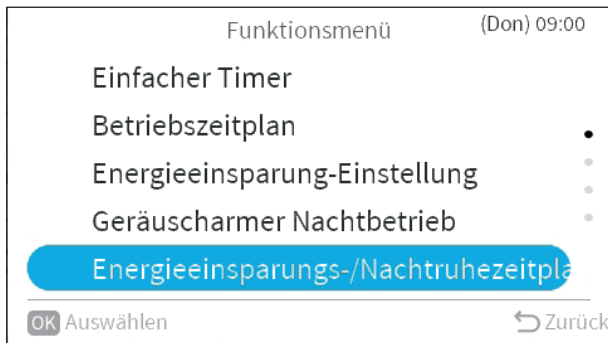 Funktionsmenü
(Don) 09:00
Einfacher Timer
Betriebszeitplan
Energieeinsparung-Einstellung
Geräuscharmer Nachtbetrieb
Energieeinsparungs-/Nachtruhezeitpla
OK Auswählen
Zurück